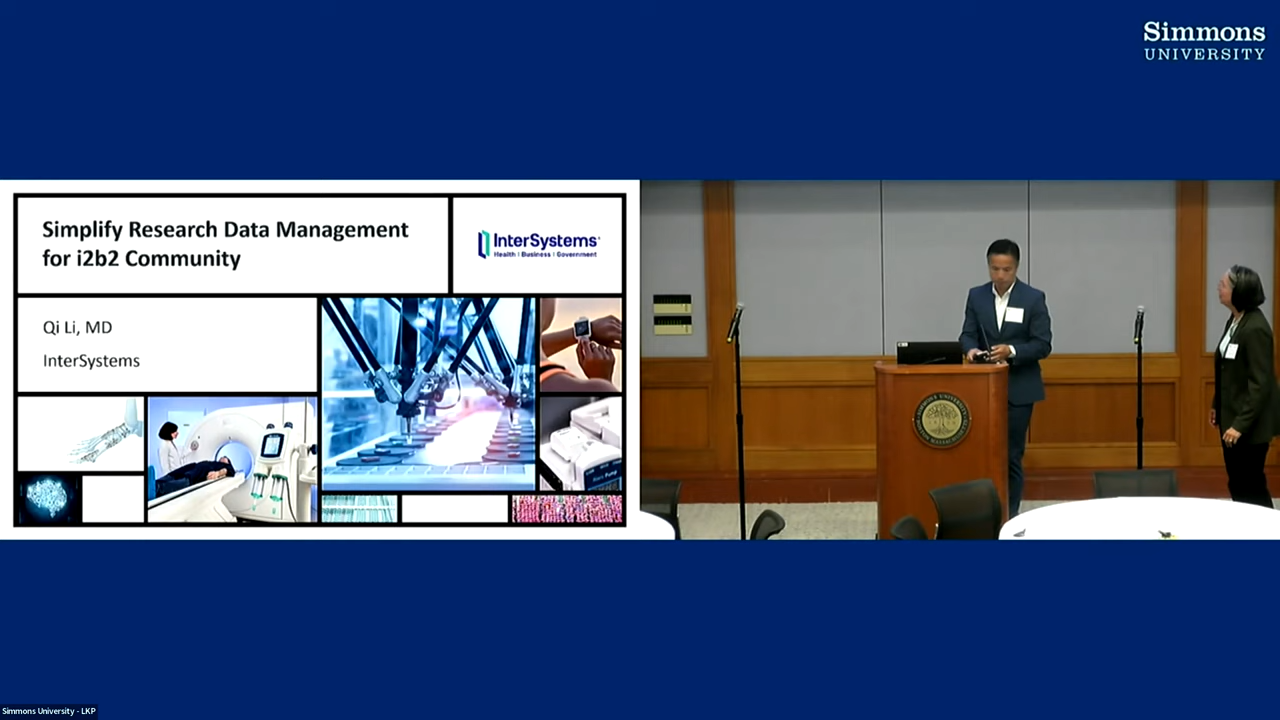 Simmons
UNIVERSITY
Simplify Research Data Management
for i2b2 Community
InterSystems
Health | Business | Government
Qi Li, MD
InterSystems
Simmons University - LKP